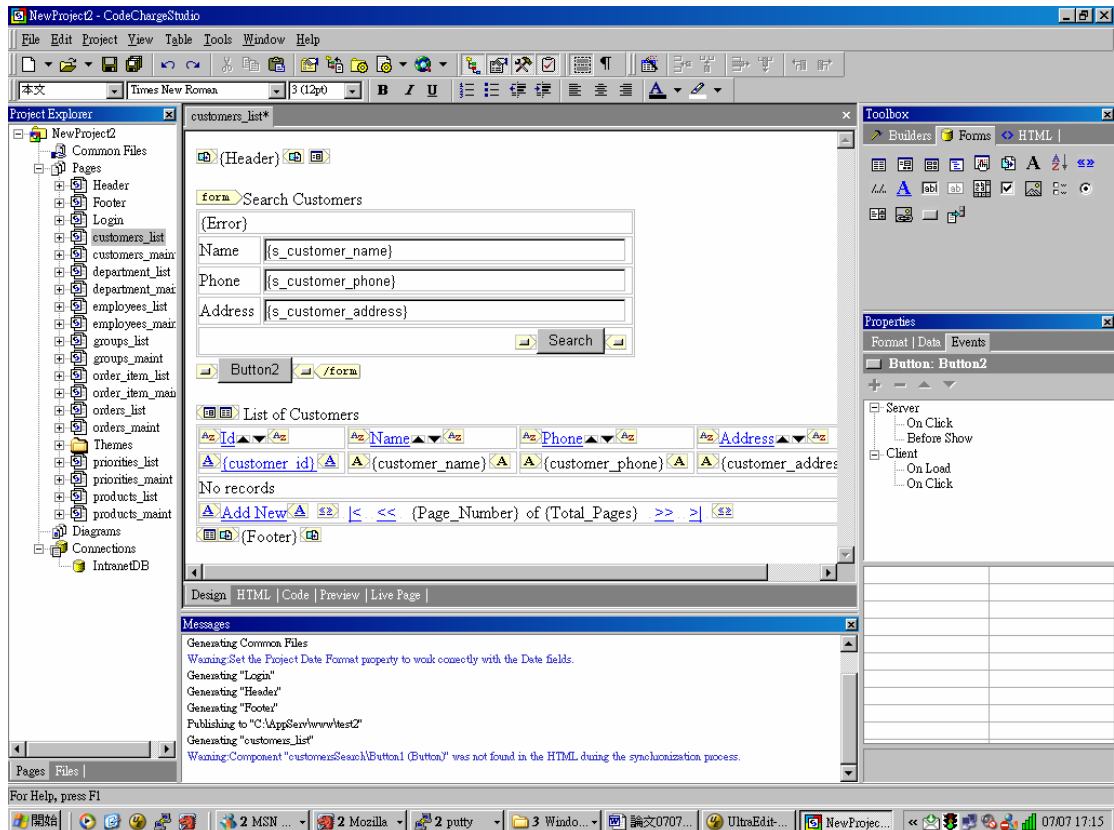 NewProject2 - CodeChargeStudio
File Edit Project View Table Tools Window Help
本文 Times New Roman 3 (12pt) B I U
Project Explorer
NewProject2
Common Files
Pages
Header
Footer
Login
customers_list
customers_main
department_list
department_mai
employees_list
employees_main
groups_list
groups_maint
order_item_list
order_item_main
orders_list
orders_maint
Themes
priorities_list
priorities_maint
products_list
products_maint
Diagrams
Connections
IntranetDB
Pages Files
customers_list*
{Header}
form Search Customers
{Error}
Name {s_customer_name}
Phone {s_customer_phone}
Address {s_customer_address}
Search
Button2 /form
List of Customers
Id Name Phone Address
{customer_id} {customer_name} {customer_phone} {customer_addres
No records
Add New |< << {Page_Number} of {Total_Pages} >> >|
{Footer}
Design HTML Code Preview Live Page
Messages
Generating Common Files
Warning:Set the Project Date Format property to work correctly with the Date fields.
Generating "Login"
Generating "Header"
Generating "Footer"
Publishing to "C:\AppServ\www\test2"
Generating "customers_list"
Warning:Component "customersSearch\Button1 (Button)" was not found in the HTML during the synchronization process.
Toolbox
Builders Forms HTML
Properties
Format Data Events
Button: Button2
Server
On Click
Before Show
Client
On Load
On Click
For Help, press F1
開始 2 MSN ... 2 Mozilla 2 putty 3 Windo... 論文0707... UltraEdit-... NewProjec... 07/07 17:15